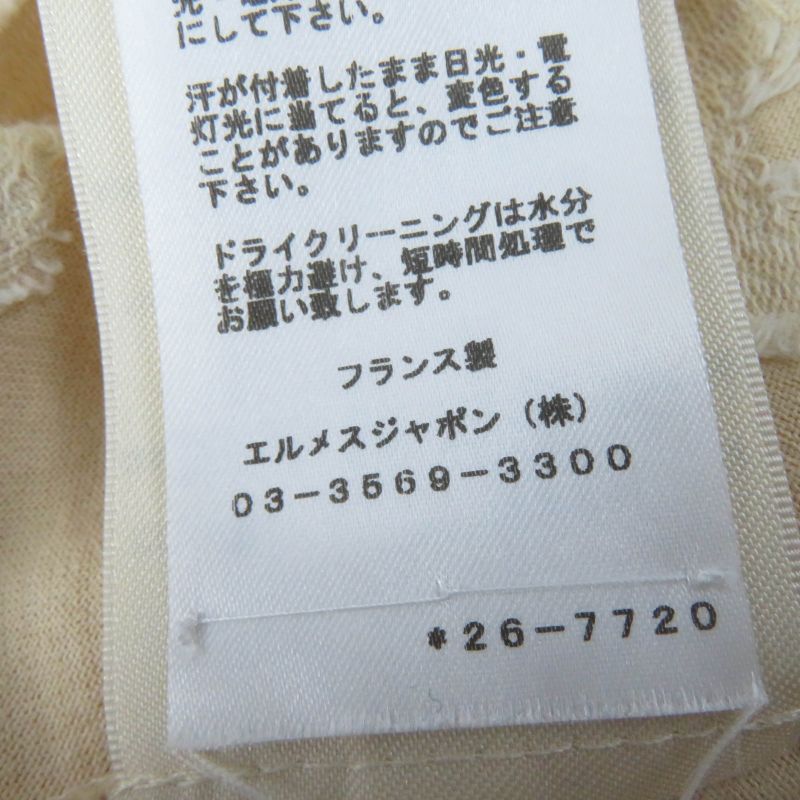 にして下さい。
汗が付着したまま日光・電
灯光に当てると、変色する
ことがありますのでご注意
下さい。
ドライクリーニングは水分
を極力避け、短時間処理で
お願い致します。
フランス製
エルメスジャポン（株）
03-3569-3300
*26-7720